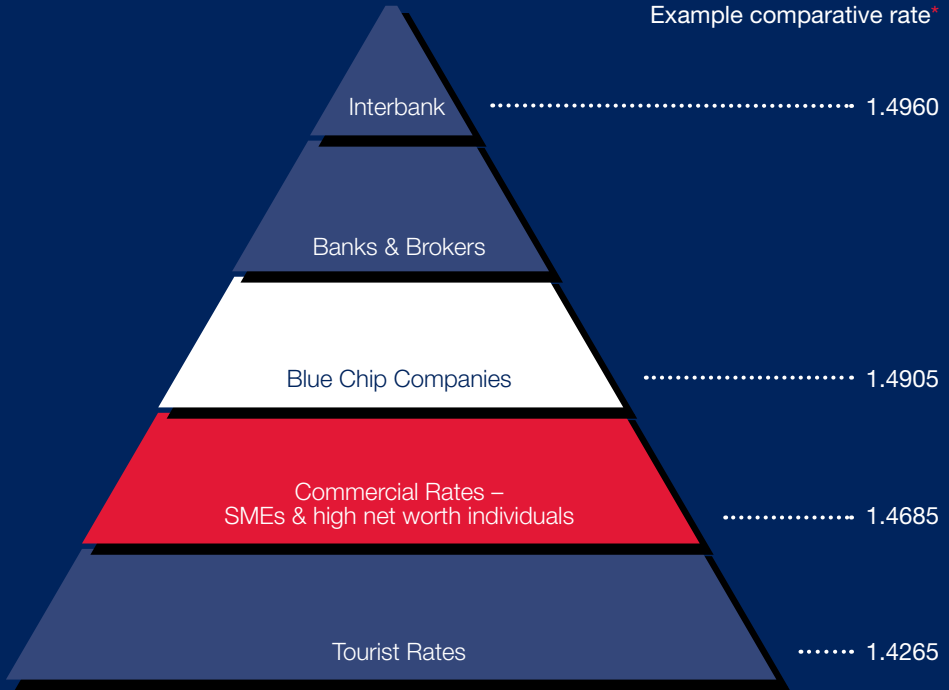 Example comparative rate*
Interbank 1.4960
Banks & Brokers
Blue Chip Companies 1.4905
Commercial Rates –
SMEs & high net worth individuals 1.4685
Tourist Rates 1.4265